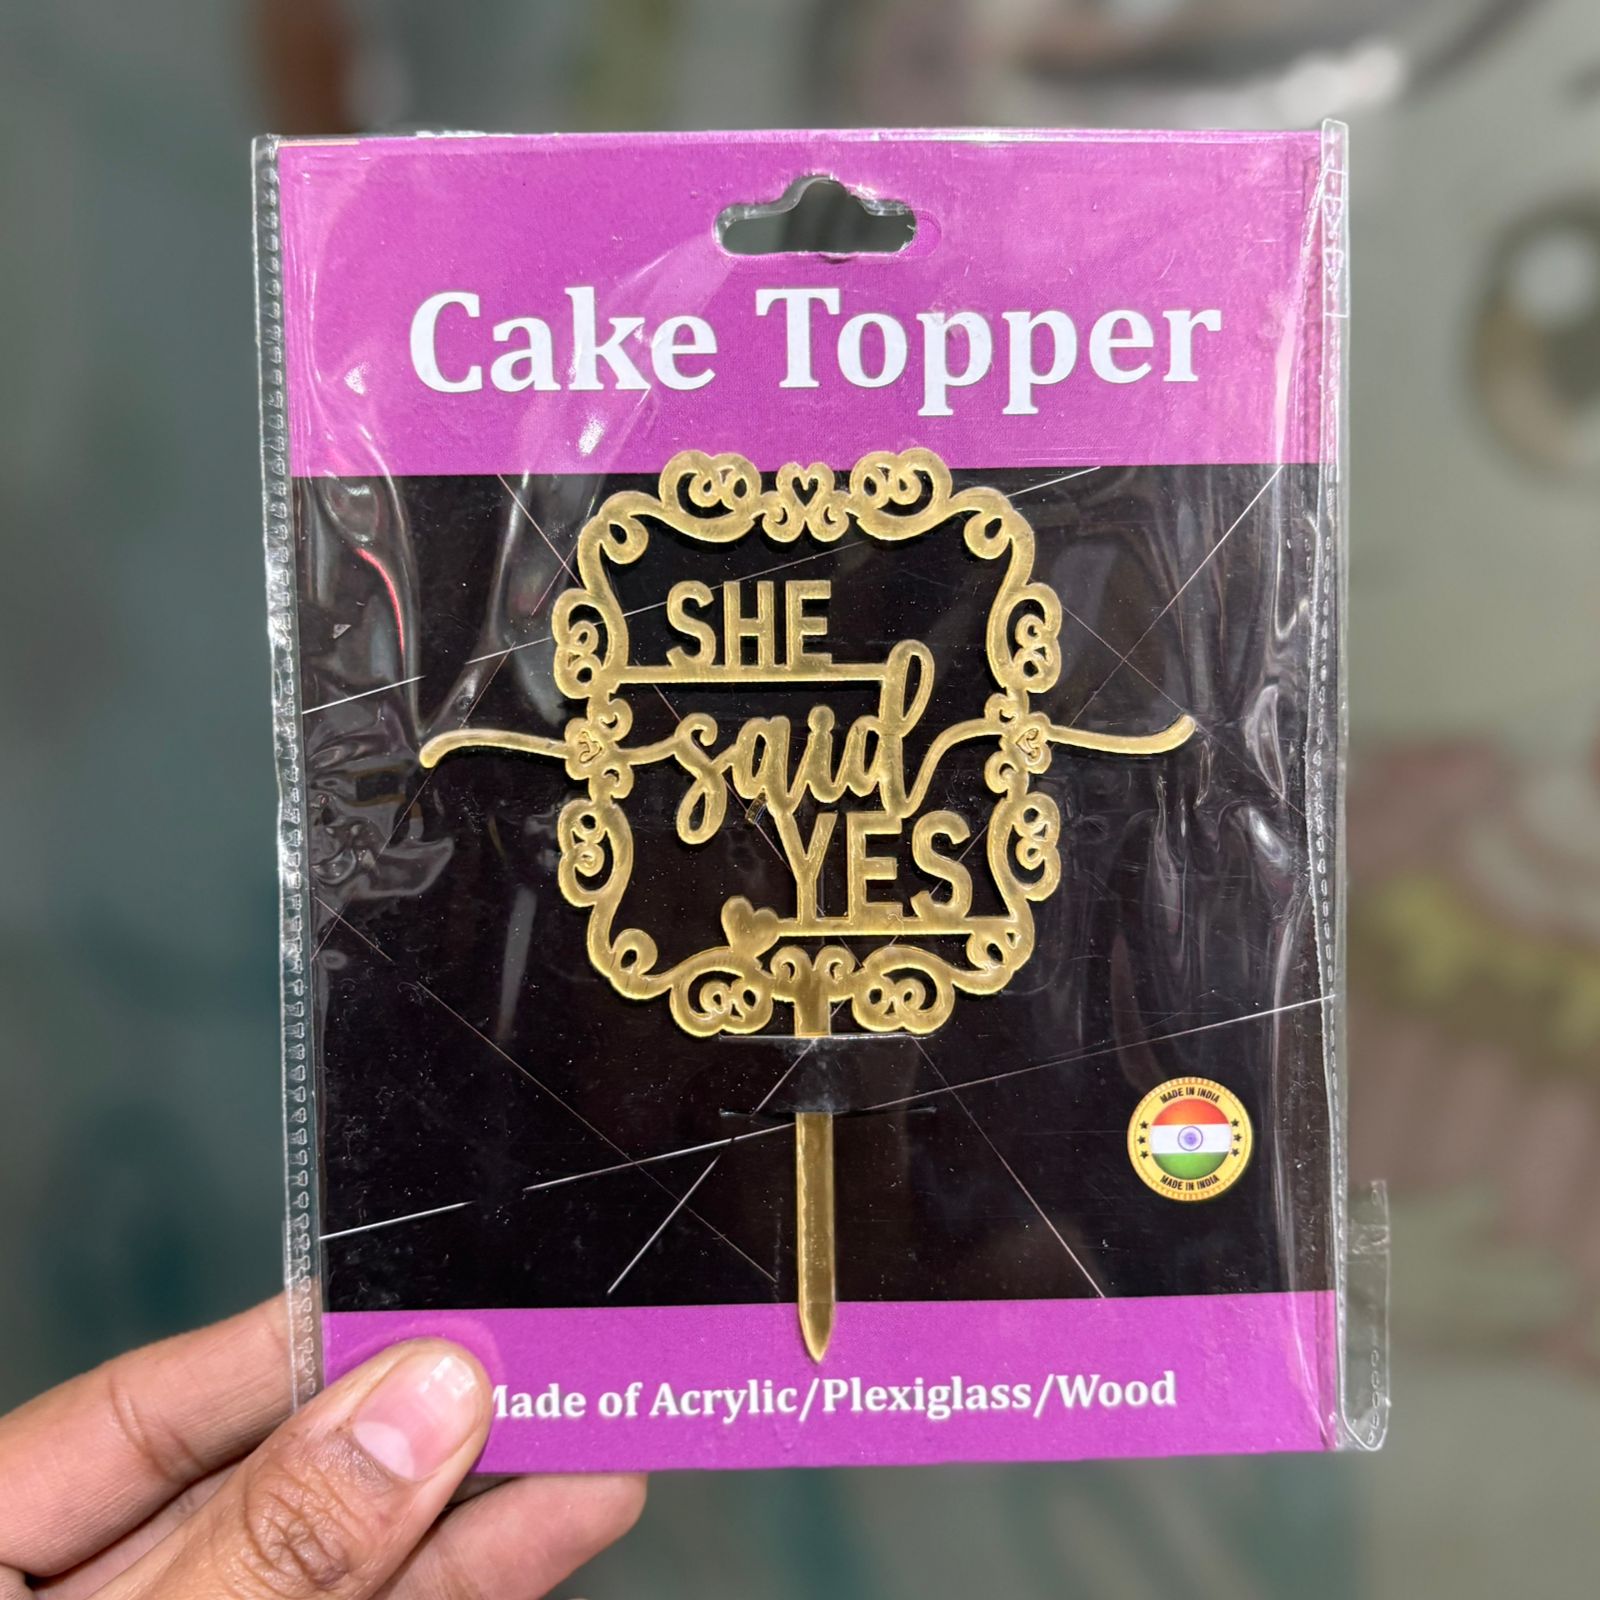 Cake Topper
SHE
said
YES
MADE IN INDIA
MADE IN INDIA
Made of Acrylic/Plexiglass/Wood